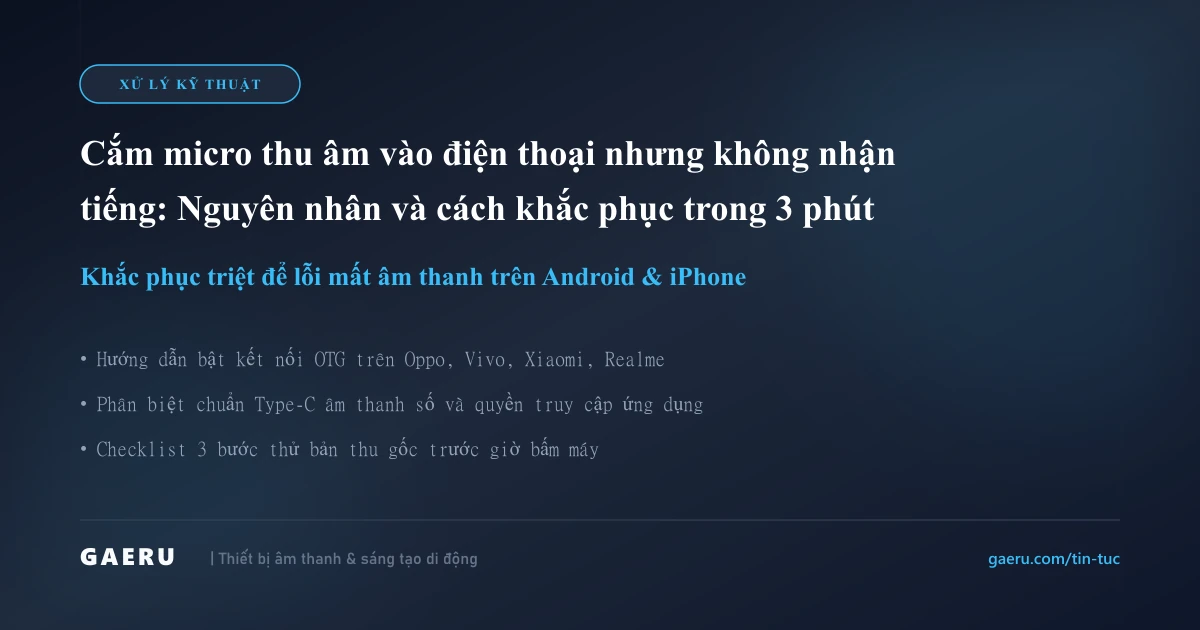 XỬ LÝ KỸ THUẬT
Cắm micro thu âm vào điện thoại nhưng không nhận
tiếng: Nguyên nhân và cách khắc phục trong 3 phút
Khắc phục triệt để lỗi mất âm thanh trên Android & iPhone
• Hướng dẫn bật kết nối OTG trên Oppo, Vivo, Xiaomi, Realme
• Phân biệt chuẩn Type-C âm thanh số và quyền truy cập ứng dụng
• Checklist 3 bước thử bản thu gốc trước giờ bấm máy
GAERU | Thiết bị âm thanh & sáng tạo di động gaeru.com/tin-tuc